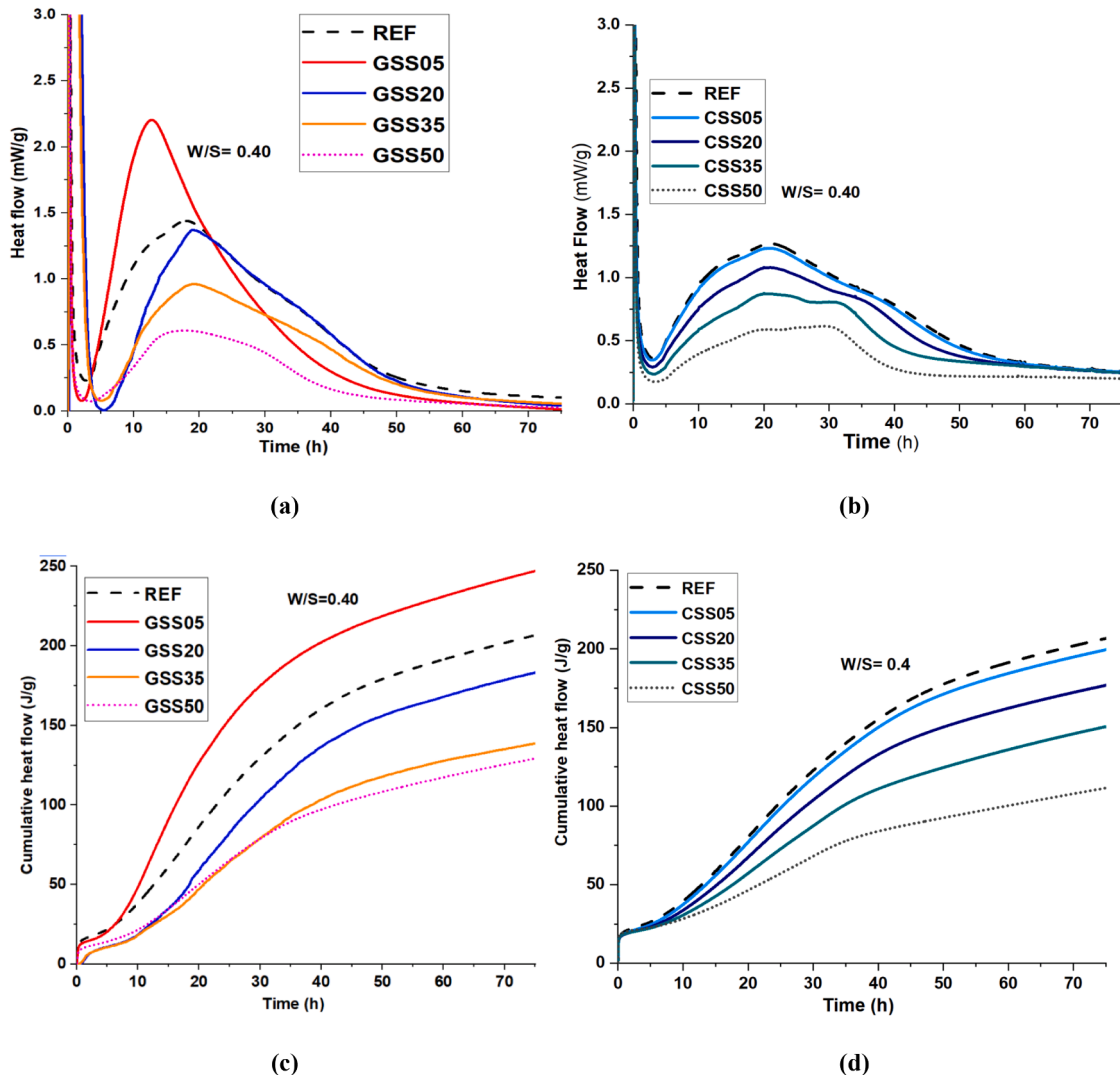 3.0
2.5
2.0
1.5
1.0
0.5
0.0
Heat flow (mW/g)
REF
GSS05
GSS20
GSS35
GSS50
W/S= 0.40
0 10 20 30 40 50 60 70
Time (h)
(a)
3.0
2.5
2.0
1.5
1.0
0.5
0.0
Heat Flow (mW/g)
REF
CSS05
CSS20
CSS35
CSS50
W/S= 0.40
0 10 20 30 40 50 60 70
Time (h)
(b)
250
200
150
100
50
0
Cumulative heat flow (J/g)
REF
GSS05
GSS20
GSS35
GSS50
W/S=0.40
0 10 20 30 40 50 60 70
Time (h)
(c)
250
200
150
100
50
0
Cumulative heat flow (J/g)
REF
CSS05
CSS20
CSS35
CSS50
W/S= 0.4
0 10 20 30 40 50 60 70
Time (h)
(d)